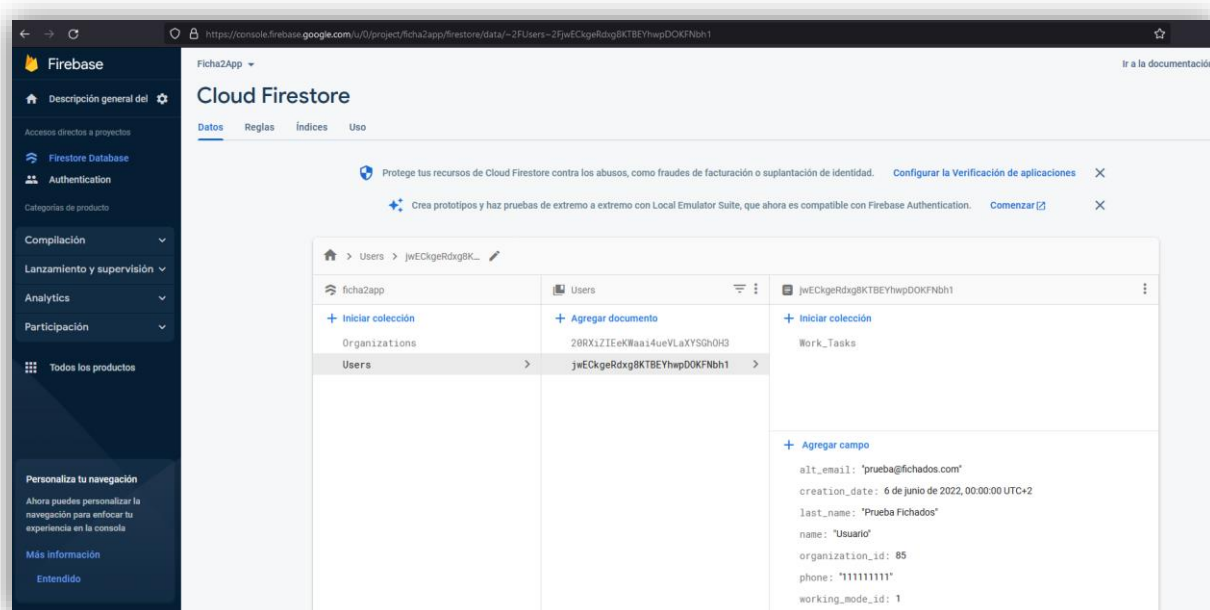 https://console.firebase.google.com/u/0/project/ficha2app/firestore/data/~2FUsers~2FjwECkgeRdxg8KTBEYhwpDOKFNbh1
Firebase
Descripción general del
Accesos directos a proyectos
Firestore Database
Authentication
Categorías de producto
Compilación
Lanzamiento y supervisión
Analytics
Participación
Todos los productos
Personaliza tu navegación
Ahora puedes personalizar la
navegación para enfocar tu
experiencia en la consola
Más información
Entendido
Ficha2App
Ir a la documentación
Cloud Firestore
Datos Reglas Índices Uso
Protege tus recursos de Cloud Firestore contra los abusos, como fraudes de facturación o suplantación de identidad. Configurar la Verificación de aplicaciones
Crea prototipos y haz pruebas de extremo a extremo con Local Emulator Suite, que ahora es compatible con Firebase Authentication. Comenzar
> Users > jwECkgeRdxg8K…
ficha2app
Iniciar colección
Organizations
Users
Users
Agregar documento
20RXiZIEeKWaai4ueVLaXYSGhOH3
jwECkgeRdxg8KTBEYhwpDOKFNbh1
jwECkgeRdxg8KTBEYhwpDOKFNbh1
Iniciar colección
Work_Tasks
Agregar campo
alt_email: "prueba@fichados.com"
creation_date: 6 de junio de 2022, 00:00:00 UTC+2
last_name: "Prueba Fichados"
name: "Usuario"
organization_id: 85
phone: "111111111"
working_mode_id: 1